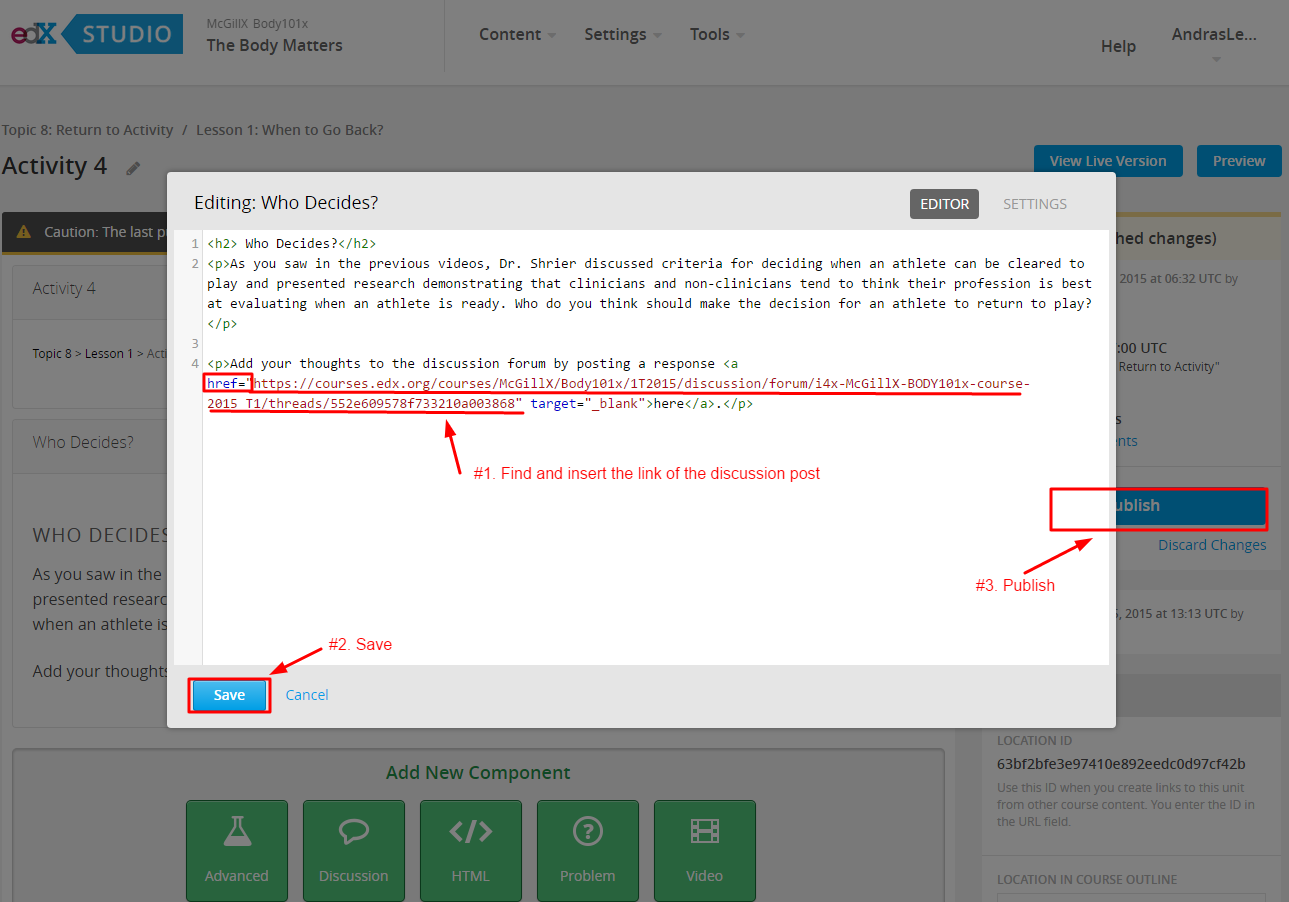 edX STUDIO
McGillX Body101x
The Body Matters
Content
Settings
Tools
Help
AndrasLe...
Topic 8: Return to Activity / Lesson 1: When to Go Back?
Activity 4
View Live Version
Preview
Caution: The last p
Activity 4
Topic 8 > Lesson 1 > Acti
Who Decides?
WHO DECIDES
As you saw in the
presented researc
when an athlete is
Add your thoughts
Editing: Who Decides?
EDITOR
SETTINGS
1 <h2> Who Decides?</h2>
2 <p>As you saw in the previous videos, Dr. Shrier discussed criteria for deciding when an athlete can be cleared to
play and presented research demonstrating that clinicians and non-clinicians tend to think their profession is best
at evaluating when an athlete is ready. Who do you think should make the decision for an athlete to return to play?
</p>
3
4 <p>Add your thoughts to the discussion forum by posting a response <a
href="https://courses.edx.org/courses/McGillX/Body101x/1T2015/discussion/forum/i4x-McGillX-BODY101x-course-
2015_T1/threads/552e609578f733210a003868" target="_blank">here</a>.</p>
#1. Find and insert the link of the discussion post
#2. Save
Save
Cancel
hed changes)
2015 at 06:32 UTC by
:00 UTC
Return to Activity"
s
nts
ublish
Discard Changes
#3. Publish
5, 2015 at 13:13 UTC by
LOCATION ID
63bf2bfe3e97410e892eedc0d97cf42b
Use this ID when you create links to this unit
from other course content. You enter the ID in
the URL field.
LOCATION IN COURSE OUTLINE
Add New Component
Advanced
Discussion
HTML
Problem
Video